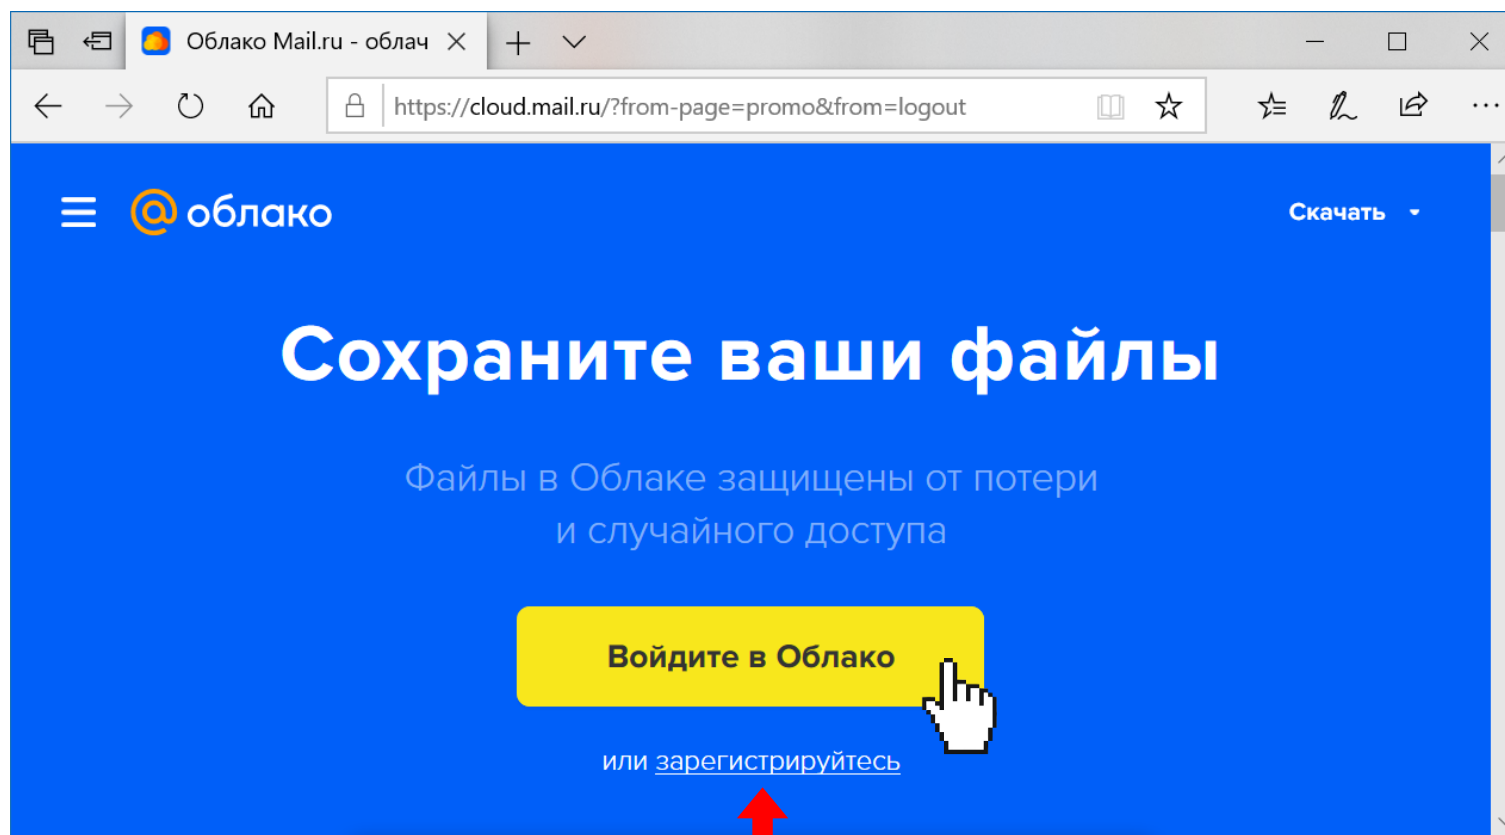 Облако Mail.ru - облач
https://cloud.mail.ru/?from-page=promo&from=logout
облако
Скачать
Сохраните ваши файлы
Файлы в Облаке защищены от потери
и случайного доступа
Войдите в Облако
или зарегистрируйтесь